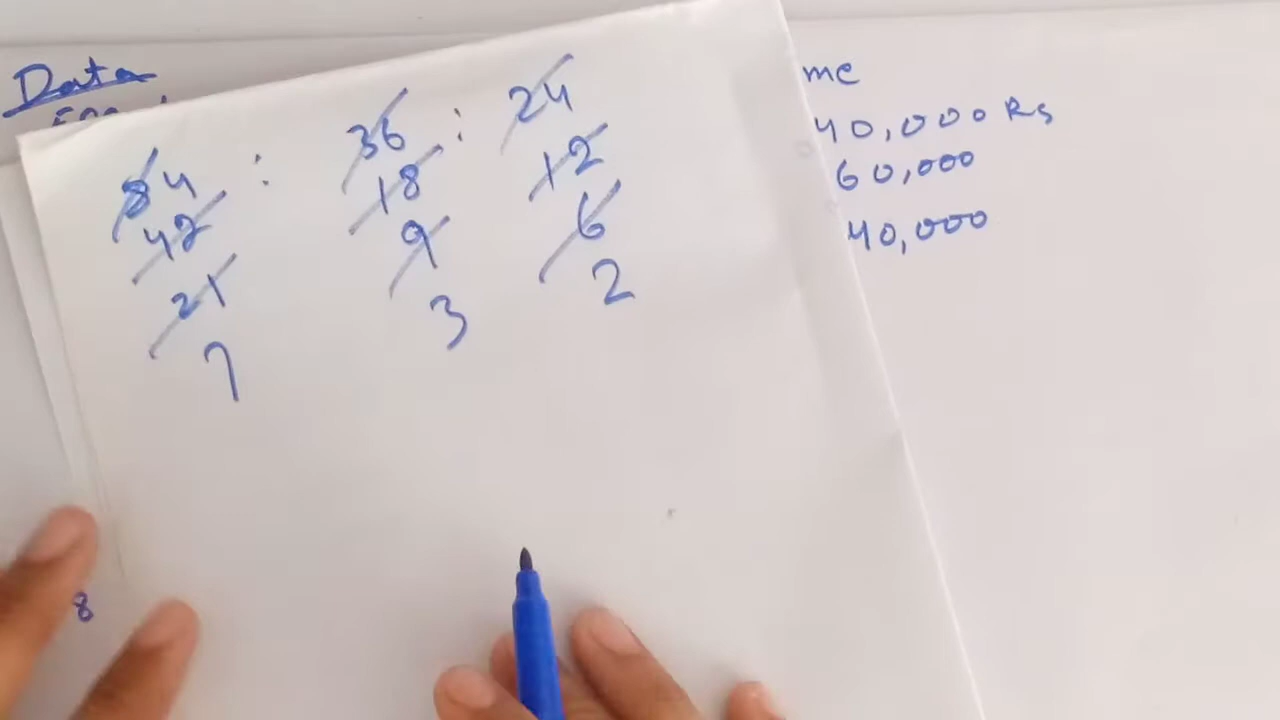 Data
me
40,000 Rs
60,000
40,000
84 : 36 : 24
42 18 12
21 9 6
7 3 2
8